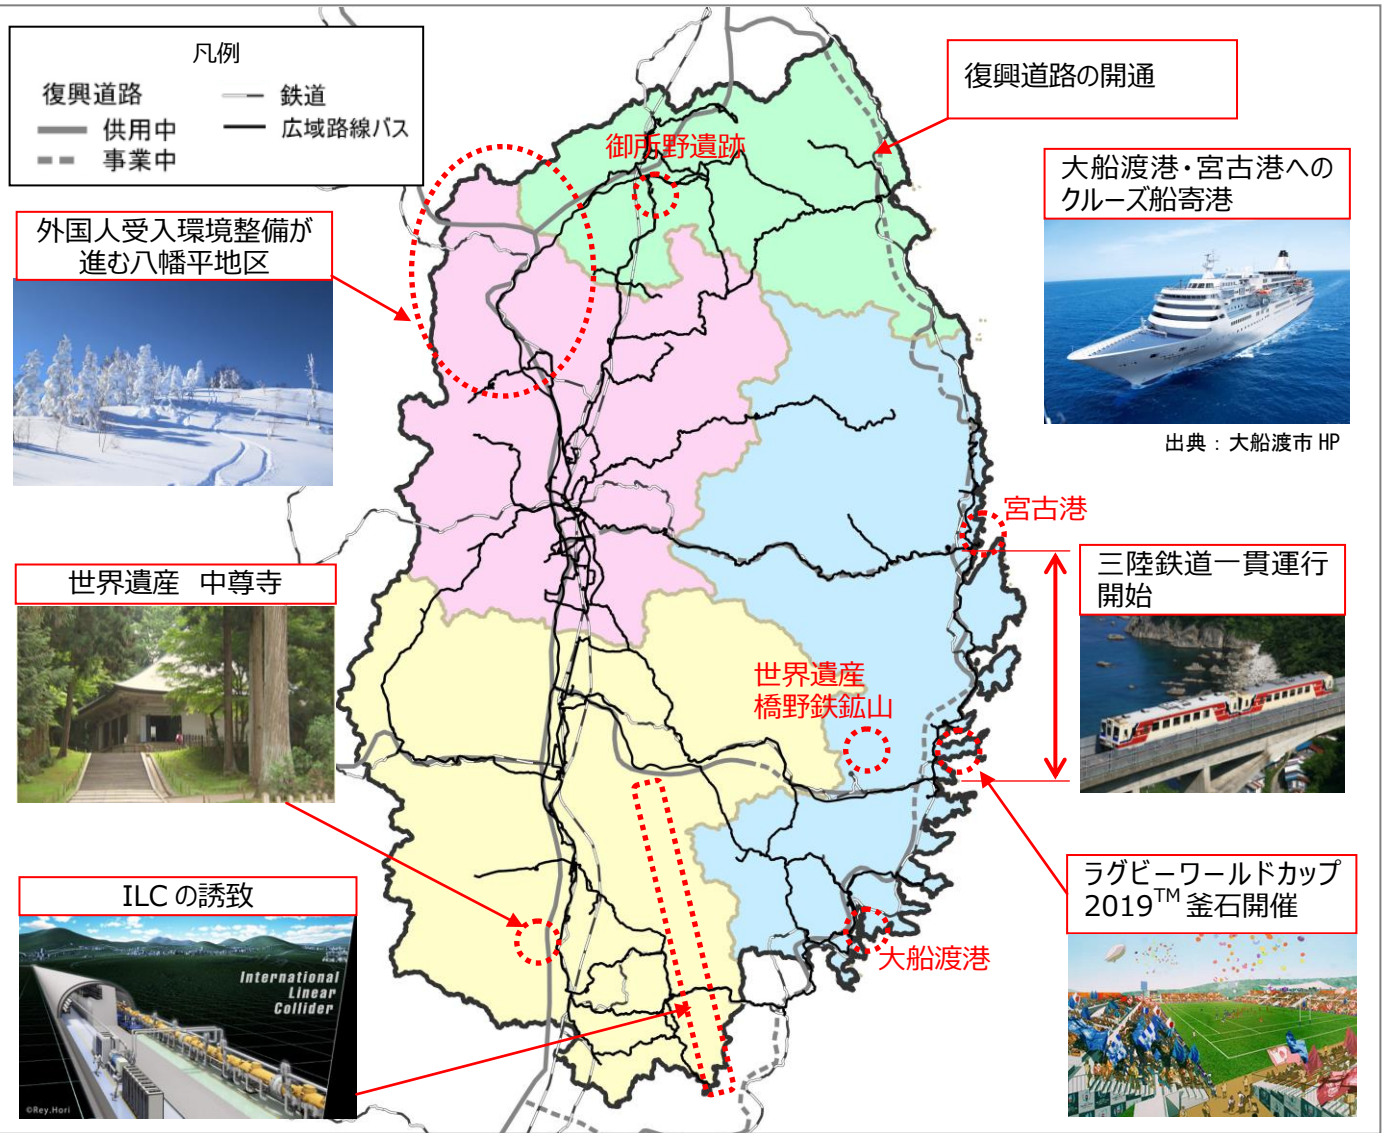 凡例
復興道路
供用中
事業中
鉄道
広域路線バス
復興道路の開通
御所野遺跡
大船渡港・宮古港への
クルーズ船寄港
出典：大船渡市 HP
外国人受入環境整備が
進む八幡平地区
宮古港
三陸鉄道一貫運行
開始
世界遺産　中尊寺
世界遺産
橋野鉄鉱山
ラグビーワールドカップ
2019TM 釜石開催
大船渡港
ILC の誘致
International
Linear
Collider
©Rey.Hori